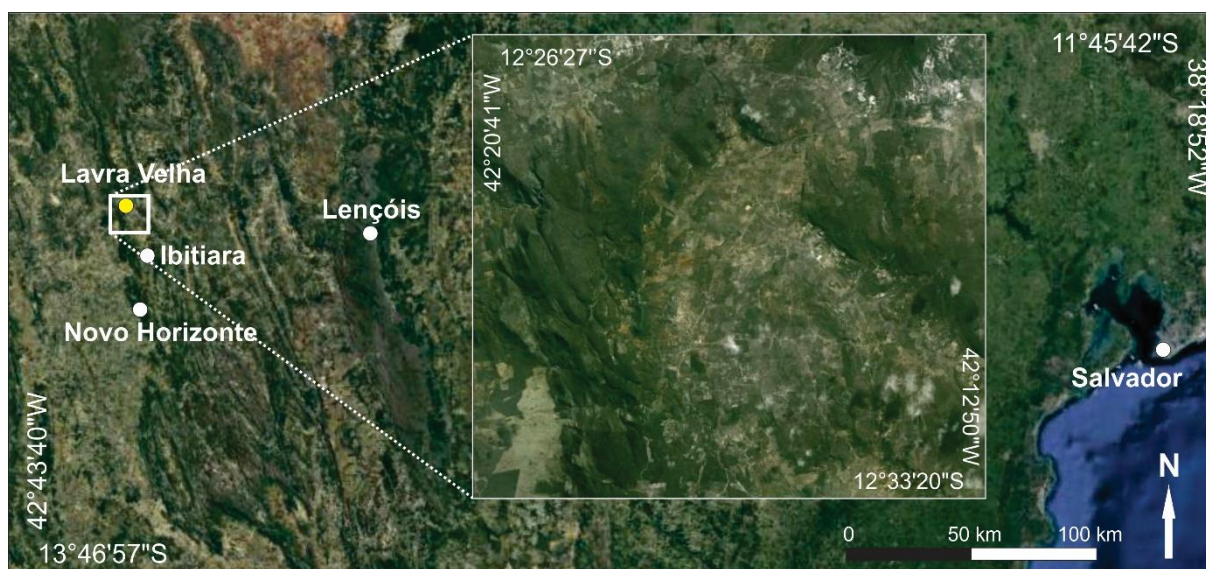 12°26'27"S
11°45'42"S
42°20'41"W
38°18'52"W
Lavra Velha
Lençóis
Ibitiara
Novo Horizonte
Salvador
42°12'50"W
42°43'40"W
12°33'20"S
N
0 50 km 100 km
13°46'57"S